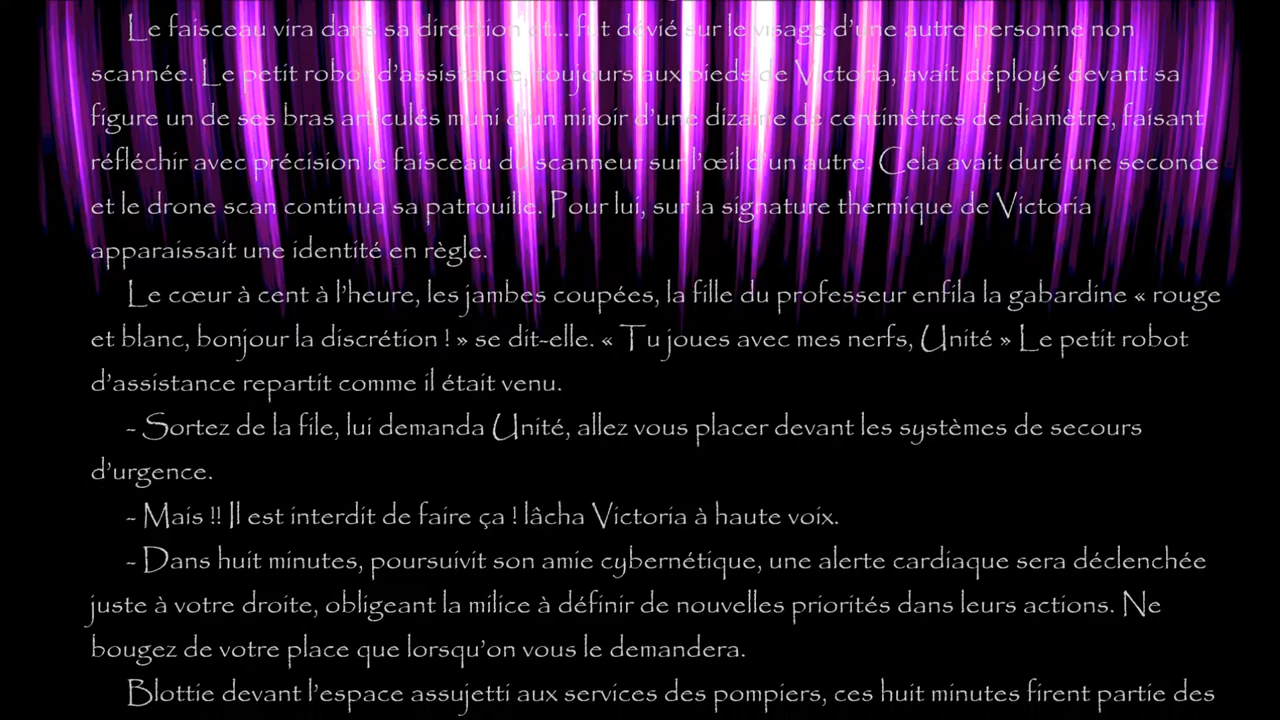 Le faisceau vira dans sa direction et... fut dévié sur le visage d'une autre personne non
scannée. Le petit robot d'assistance, toujours aux pieds de Victoria, avait déployé devant sa
figure un de ses bras articulés muni d'un miroir d'une dizaine de centimètres de diamètre, faisant
réfléchir avec précision le faisceau du scanneur sur l'œil d'un autre. Cela avait duré une seconde
et le drone scan continua sa patrouille. Pour lui, sur la signature thermique de Victoria
apparaissait une identité en règle.
Le cœur à cent à l'heure, les jambes coupées, la fille du professeur enfila la gabardine « rouge
et blanc, bonjour la discrétion ! » se dit-elle. « Tu joues avec mes nerfs, Unité » Le petit robot
d'assistance repartit comme il était venu.
- Sortez de la file, lui demanda Unité, allez vous placer devant les systèmes de secours
d'urgence.
- Mais !! Il est interdit de faire ça ! lâcha Victoria à haute voix.
- Dans huit minutes, poursuivit son amie cybernétique, une alerte cardiaque sera déclenchée
juste à votre droite, obligeant la milice à définir de nouvelles priorités dans leurs actions. Ne
bougez de votre place que lorsqu'on vous le demandera.
Blottie devant l'espace assujetti aux services des pompiers, ces huit minutes firent partie des